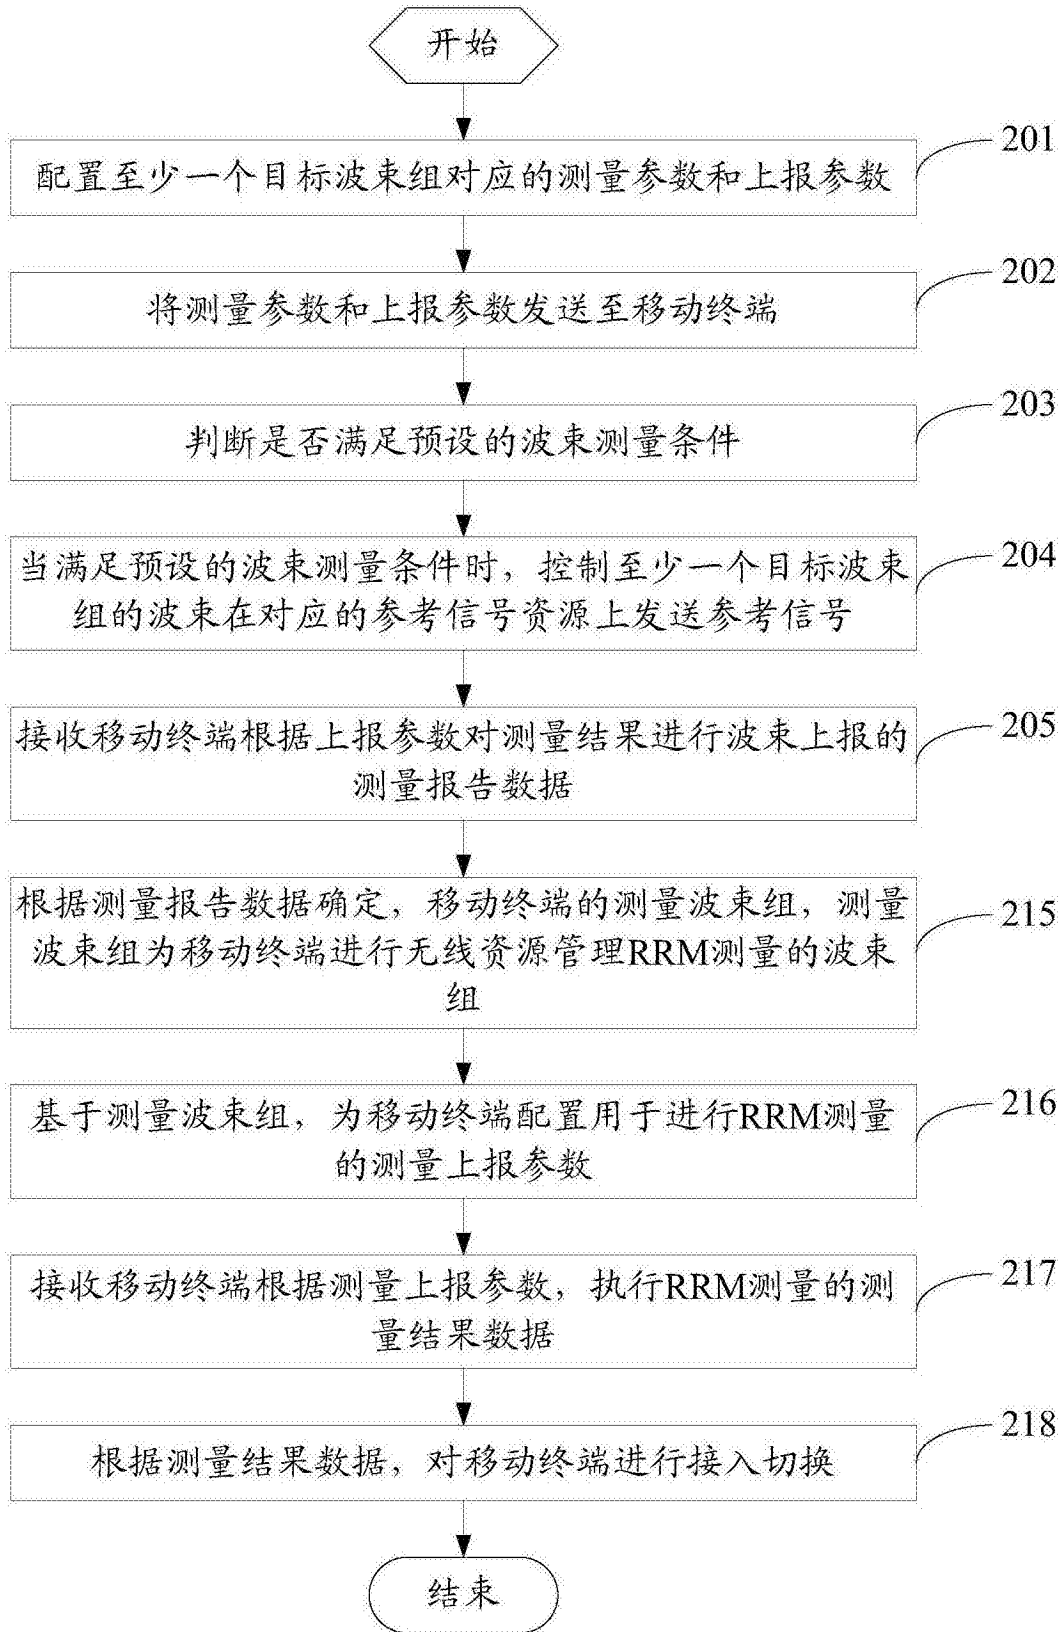 开始
201
配置至少一个目标波束组对应的测量参数和上报参数
202
将测量参数和上报参数发送至移动终端
203
判断是否满足预设的波束测量条件
204
当满足预设的波束测量条件时，控制至少一个目标波束
组的波束在对应的参考信号资源上发送参考信号
205
接收移动终端根据上报参数对测量结果进行波束上报的
测量报告数据
215
根据测量报告数据确定，移动终端的测量波束组，测量
波束组为移动终端进行无线资源管理RRM测量的波束
组
216
基于测量波束组，为移动终端配置用于进行RRM测量
的测量上报参数
217
接收移动终端根据测量上报参数，执行RRM测量的测
量结果数据
218
根据测量结果数据，对移动终端进行接入切换
结束